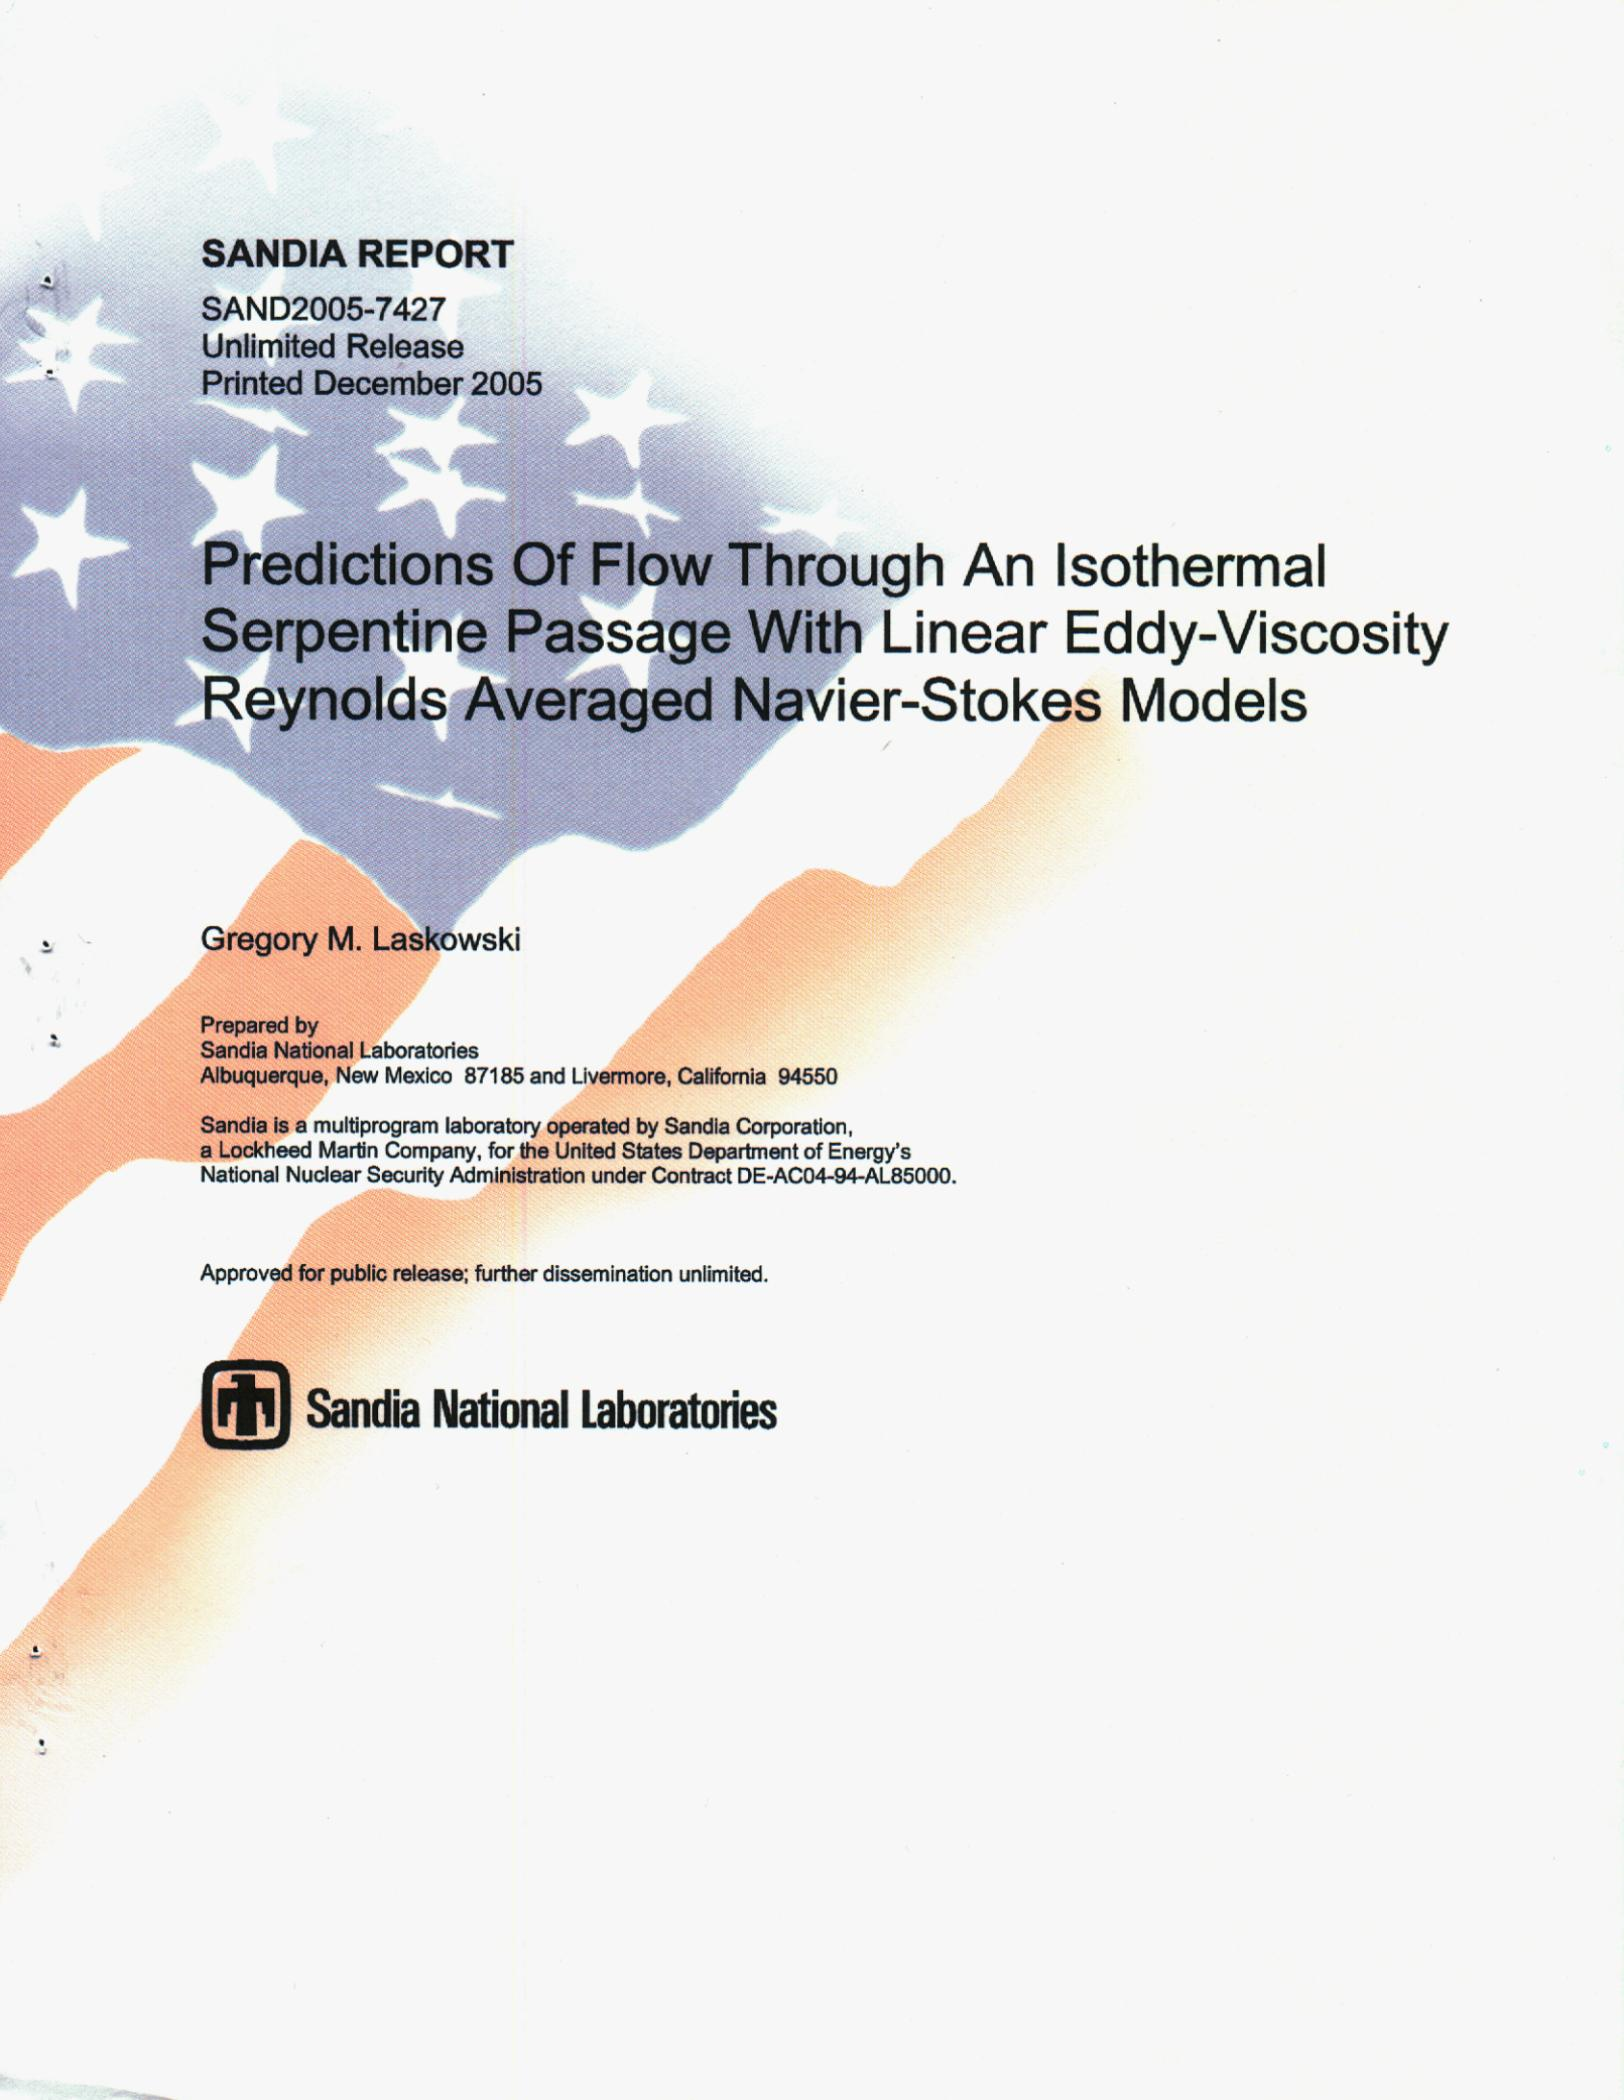 SANDIA REPORT
SAND2005-7427
Unlimited Release
Printed December 2005
Predictions Of Flow Through An Isothermal
Serpentine Passage With Linear Eddy-Viscosity
Reynolds Averaged Navier-Stokes Models
Gregory M. Laskowski
Prepared by
Sandia National Laboratories
Albuquerque, New Mexico 87185 and Livermore, California 94550
Sandia is a multiprogram laboratory operated by Sandia Corporation,
a Lockheed Martin Company, for the United States Department of Energy's
National Nuclear Security Administration under Contract DE-AC04-94-AL85000.
Approved for public release; further dissemination unlimited.
Sandia National Laboratories